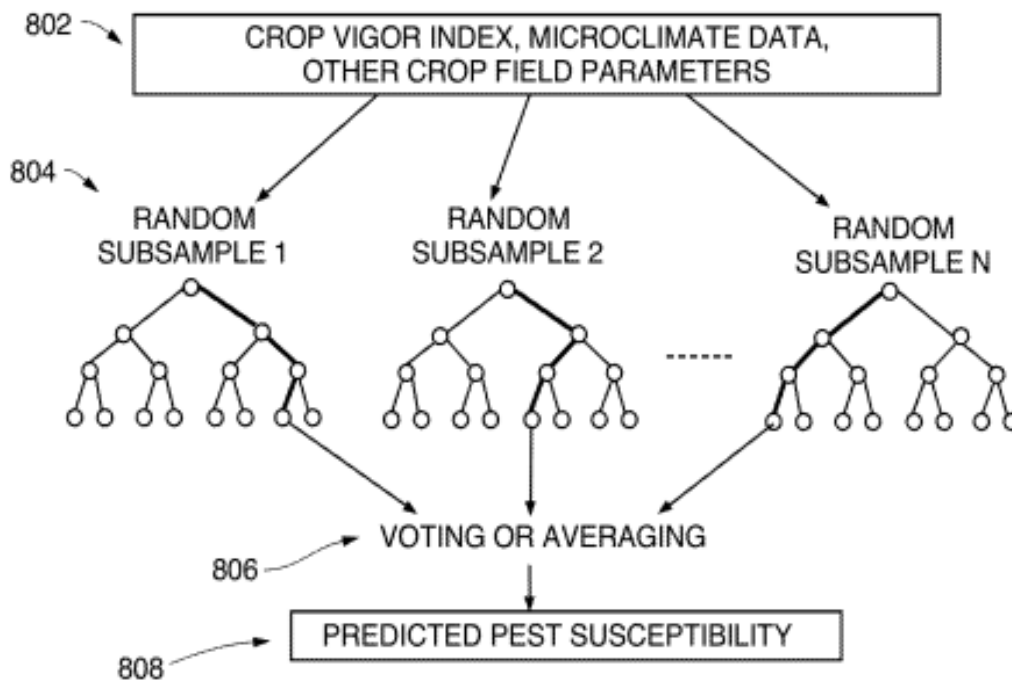 802
CROP VIGOR INDEX, MICROCLIMATE DATA,
OTHER CROP FIELD PARAMETERS
804
RANDOM
SUBSAMPLE 1
RANDOM
SUBSAMPLE 2
RANDOM
SUBSAMPLE N
VOTING OR AVERAGING
806
PREDICTED PEST SUSCEPTIBILITY
808